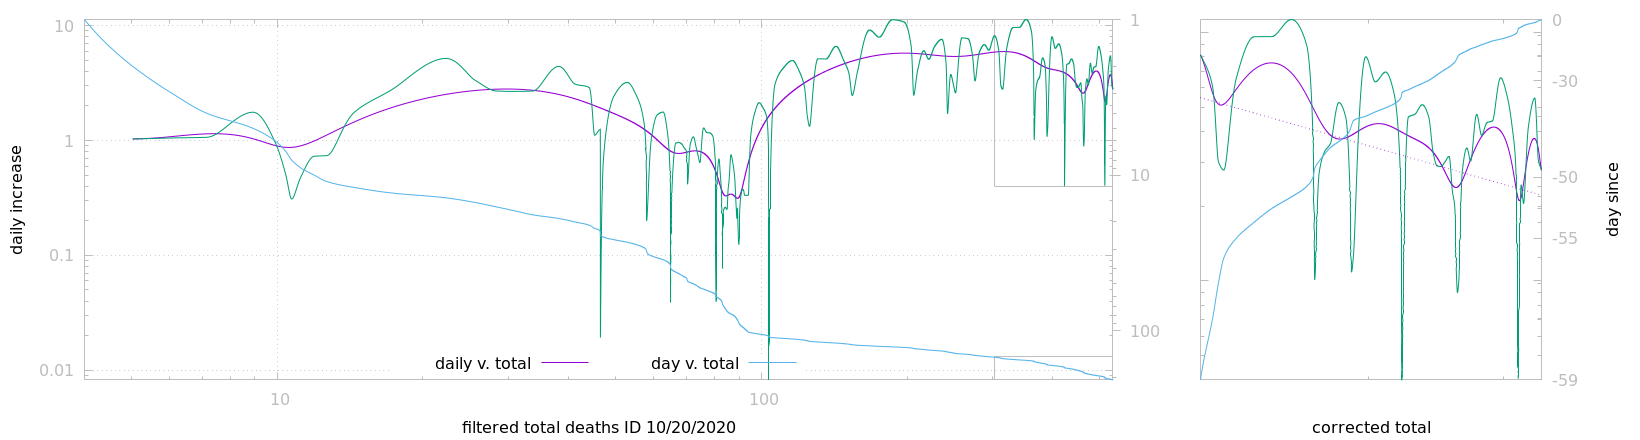 10
1
0.1
0.01
daily increase
1
10
100
daily v. total
day v. total
10
100
filtered total deaths ID 10/20/2020
0
-30
-50
-55
-59
day since
corrected total